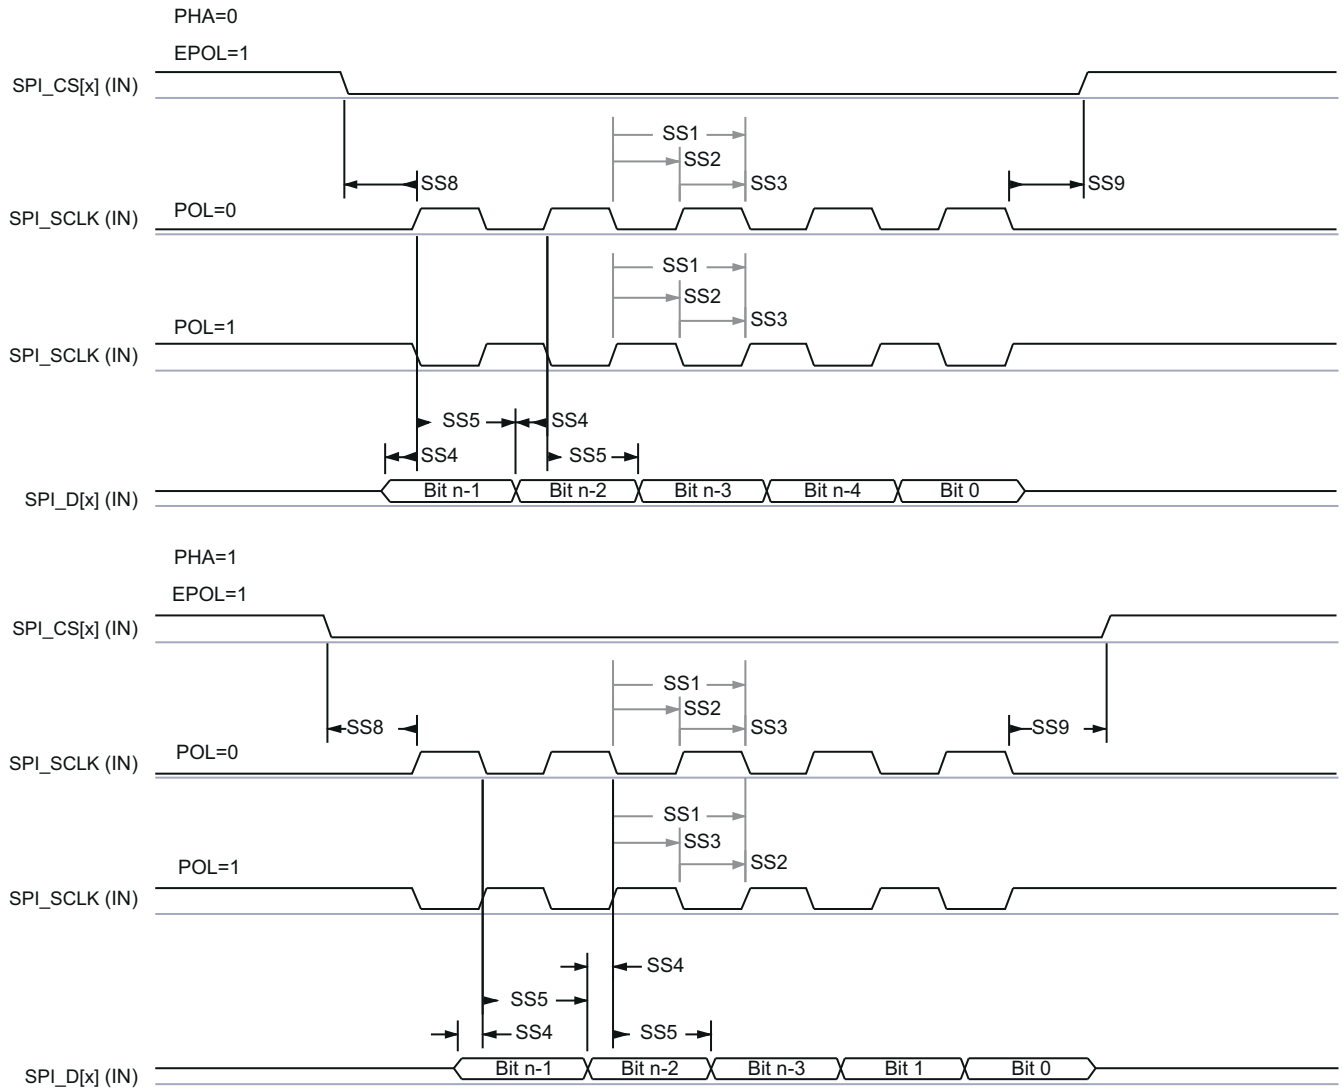 PHA=0
EPOL=1
SPI_CS[x] (IN)
SS1
SS2
SS8
SS3
SS9
POL=0
SPI_SCLK (IN)
SS1
SS2
SS3
POL=1
SPI_SCLK (IN)
SS5
SS4
SS4
SS5
SPI_D[x] (IN)
Bit n-1
Bit n-2
Bit n-3
Bit n-4
Bit 0
PHA=1
EPOL=1
SPI_CS[x] (IN)
SS1
SS2
SS8
SS3
SS9
POL=0
SPI_SCLK (IN)
SS1
SS3
SS2
POL=1
SPI_SCLK (IN)
SS4
SS5
SS4
SS5
SPI_D[x] (IN)
Bit n-1
Bit n-2
Bit n-3
Bit 1
Bit 0